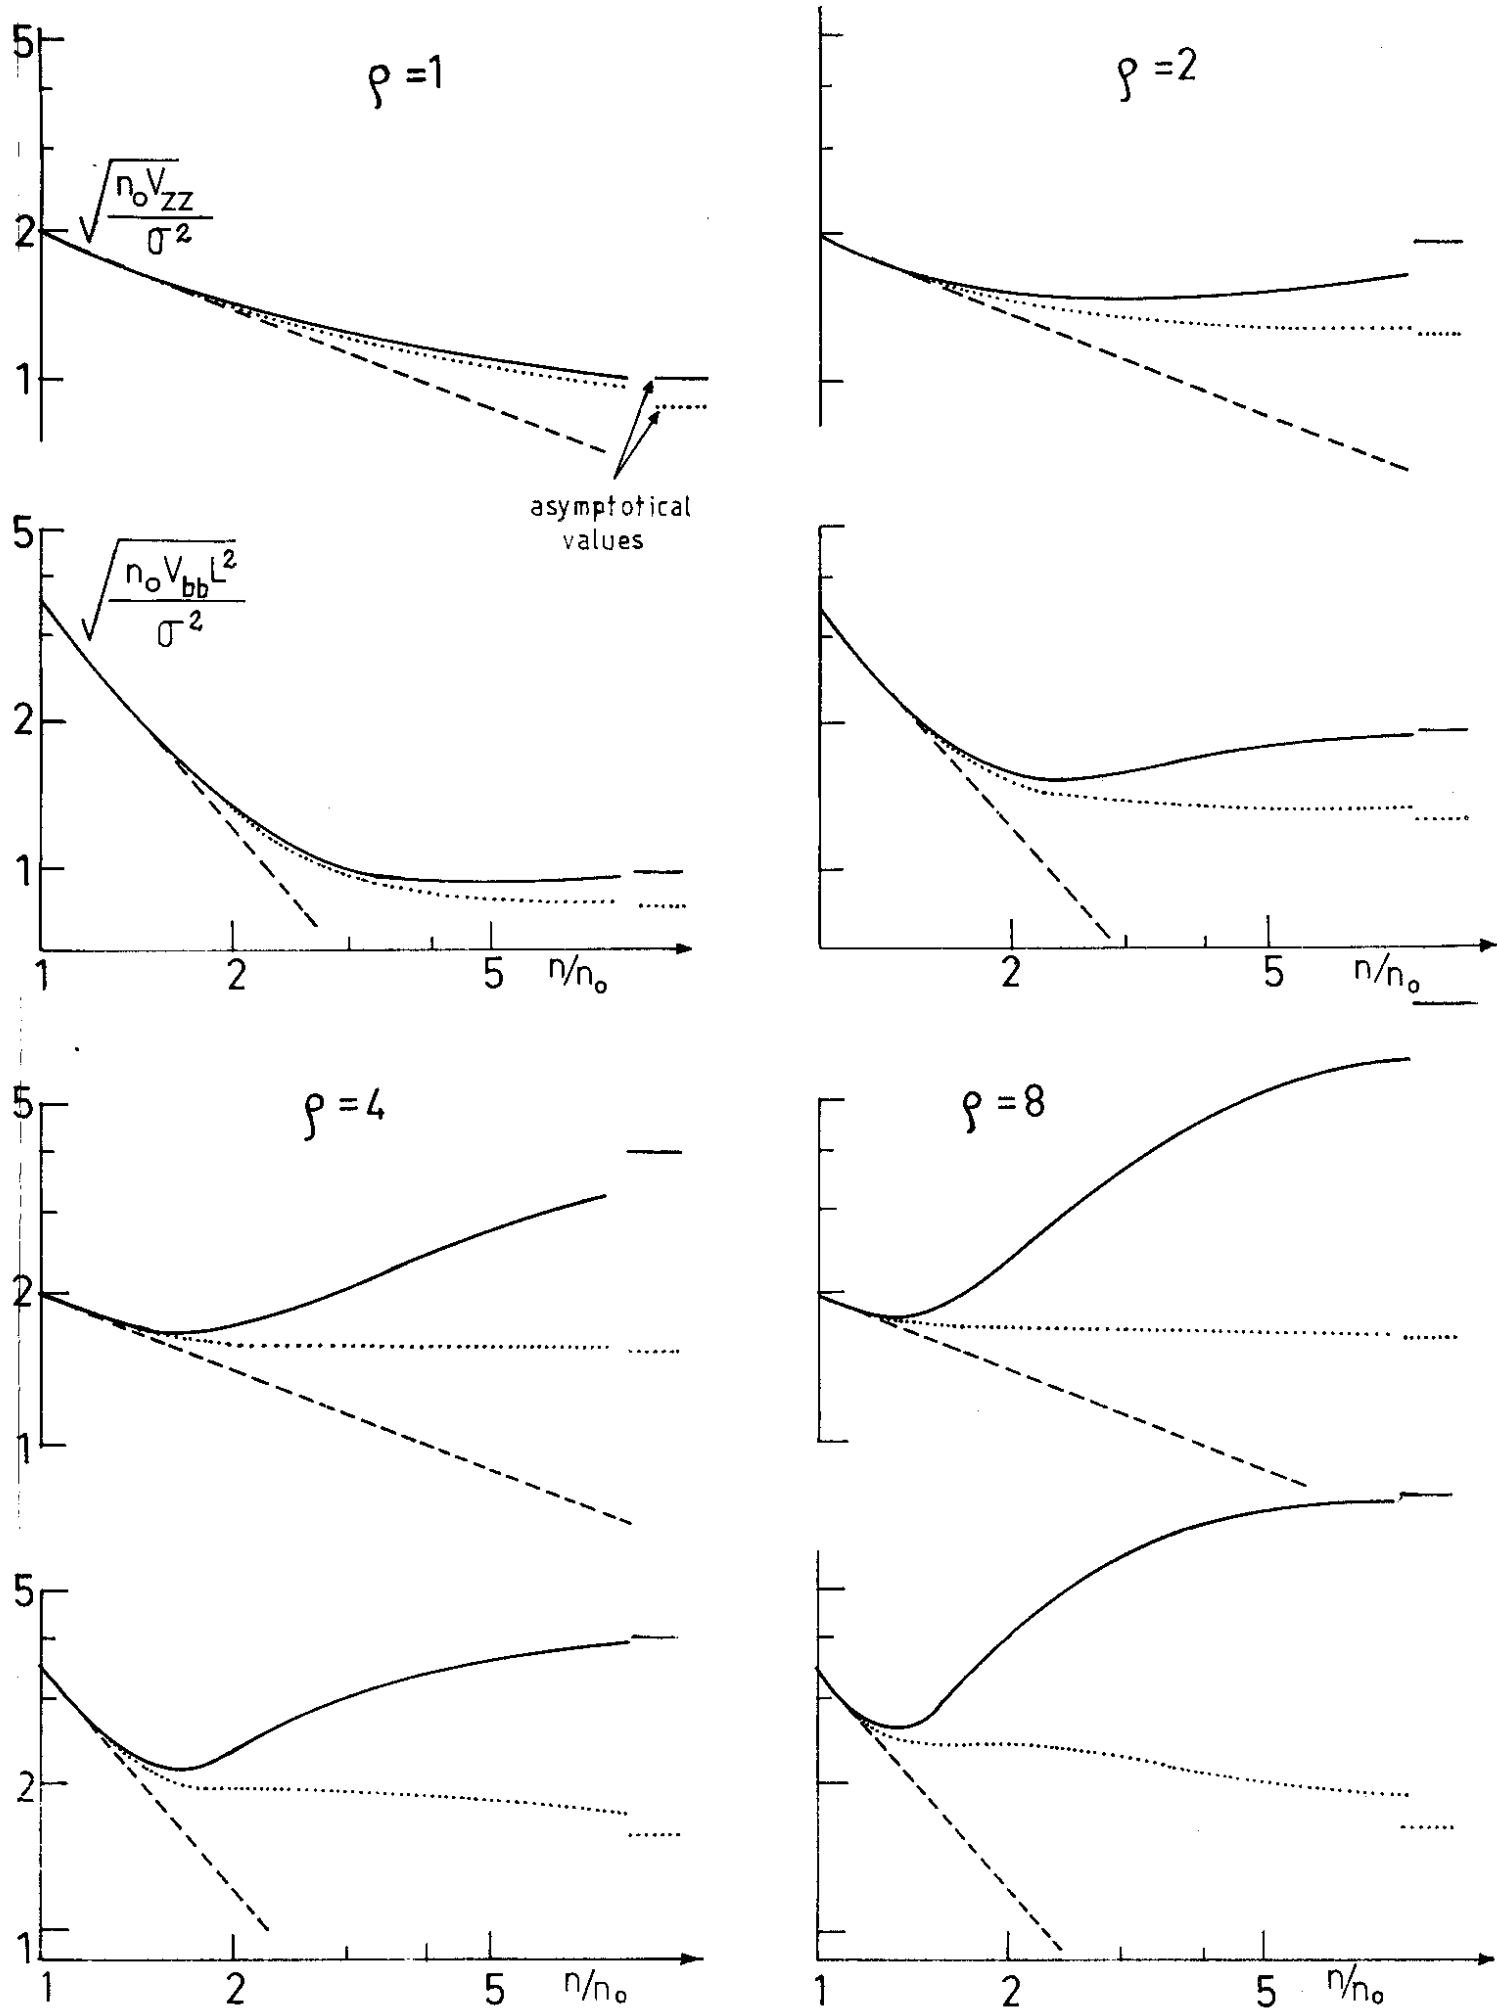 5
ρ =1
ρ =2
√(n₀V_ZZ / σ²)
2
1
asymptotical
values
5
√(n₀V_bb L² / σ²)
2
1
1 2 5 n/n₀
2 5 n/n₀
5
ρ =4
ρ =8
2
1
5
2
1
1 2 5 n/n₀
1 2 5 n/n₀